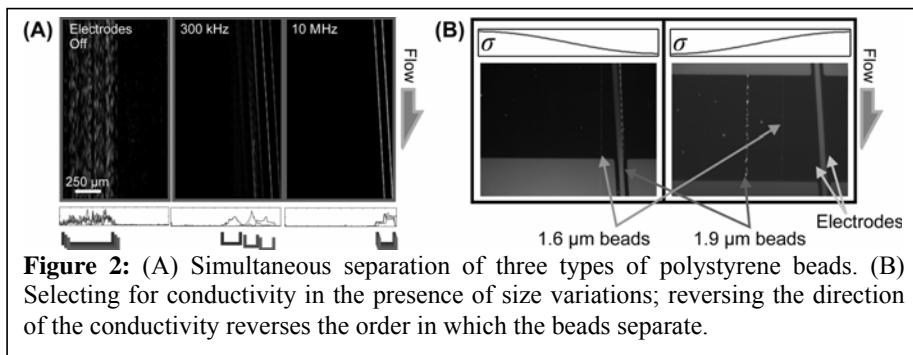 (A)
Electrodes Off
300 kHz
10 MHz
Flow
250 µm
(B)
σ
σ
Flow
1.6 µm beads
1.9 µm beads
Electrodes
Figure 2: (A) Simultaneous separation of three types of polystyrene beads. (B)
Selecting for conductivity in the presence of size variations; reversing the direction
of the conductivity reverses the order in which the beads separate.